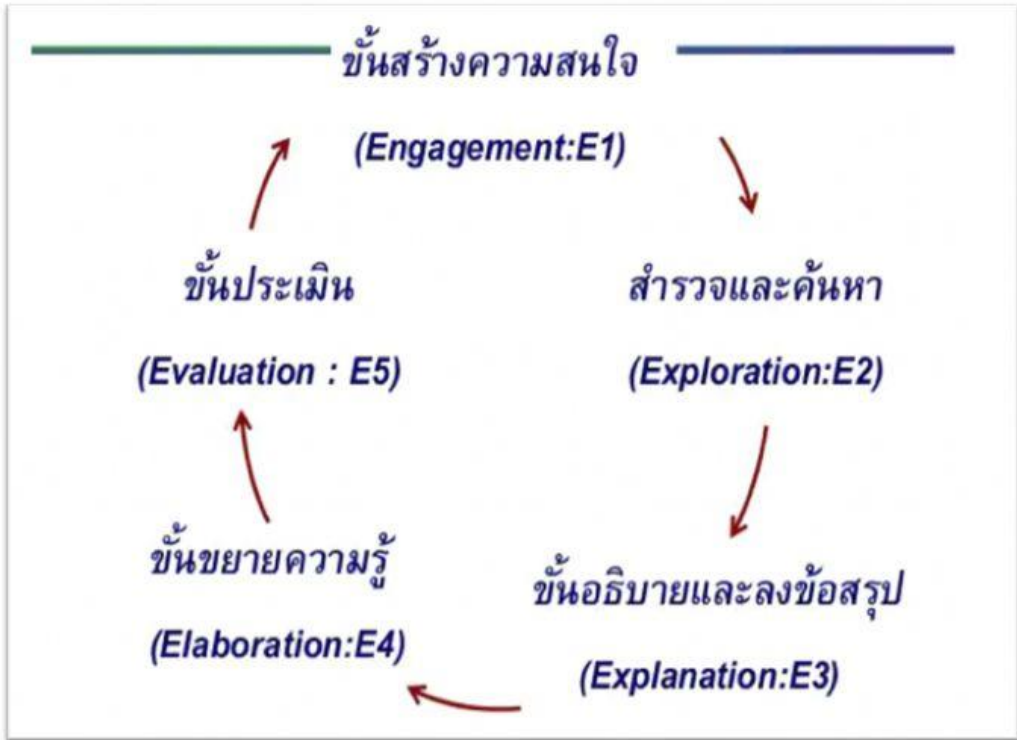 ขั้นสร้างความสนใจ
(Engagement:E1)
สำรวจและค้นหา
(Exploration:E2)
ขั้นอธิบายและลงข้อสรุป
(Explanation:E3)
ขั้นขยายความรู้
(Elaboration:E4)
ขั้นประเมิน
(Evaluation : E5)